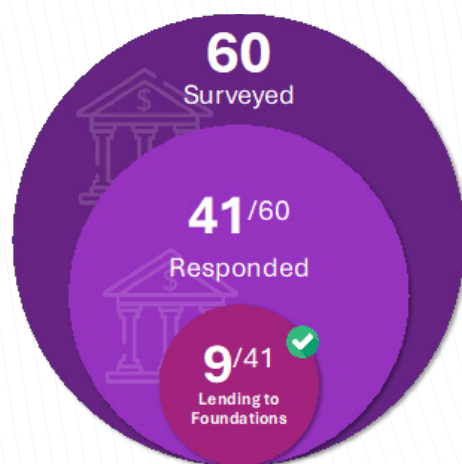 60
Surveyed
$
41/60
Responded
$
9/41
Lending to
Foundations